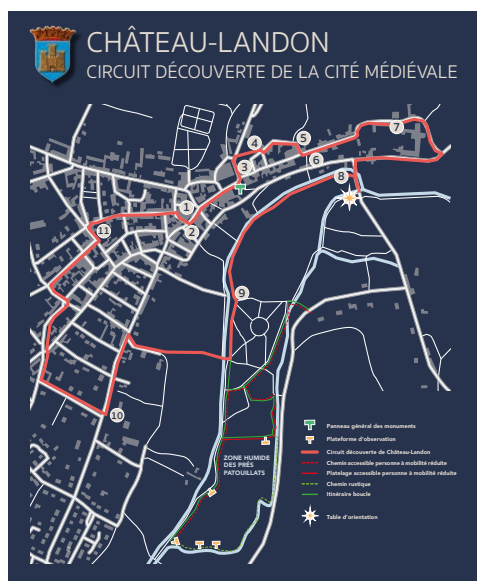 CHÂTEAU-LANDON
CIRCUIT DÉCOUVERTE DE LA CITÉ MÉDIÉVALE
7
5
4
6
3
8
1
2
11
9
10
Panneau général des monuments
Plateforme d'observation
Circuit découverte de Château-Landon
Chemin accessible personne à mobilité réduite
Platelage accessible personne à mobilité réduite
Chemin rustique
Itinéraire boucle
Table d'orientation
ZONE HUMIDE
DES PRÉS
PATOUILLATS